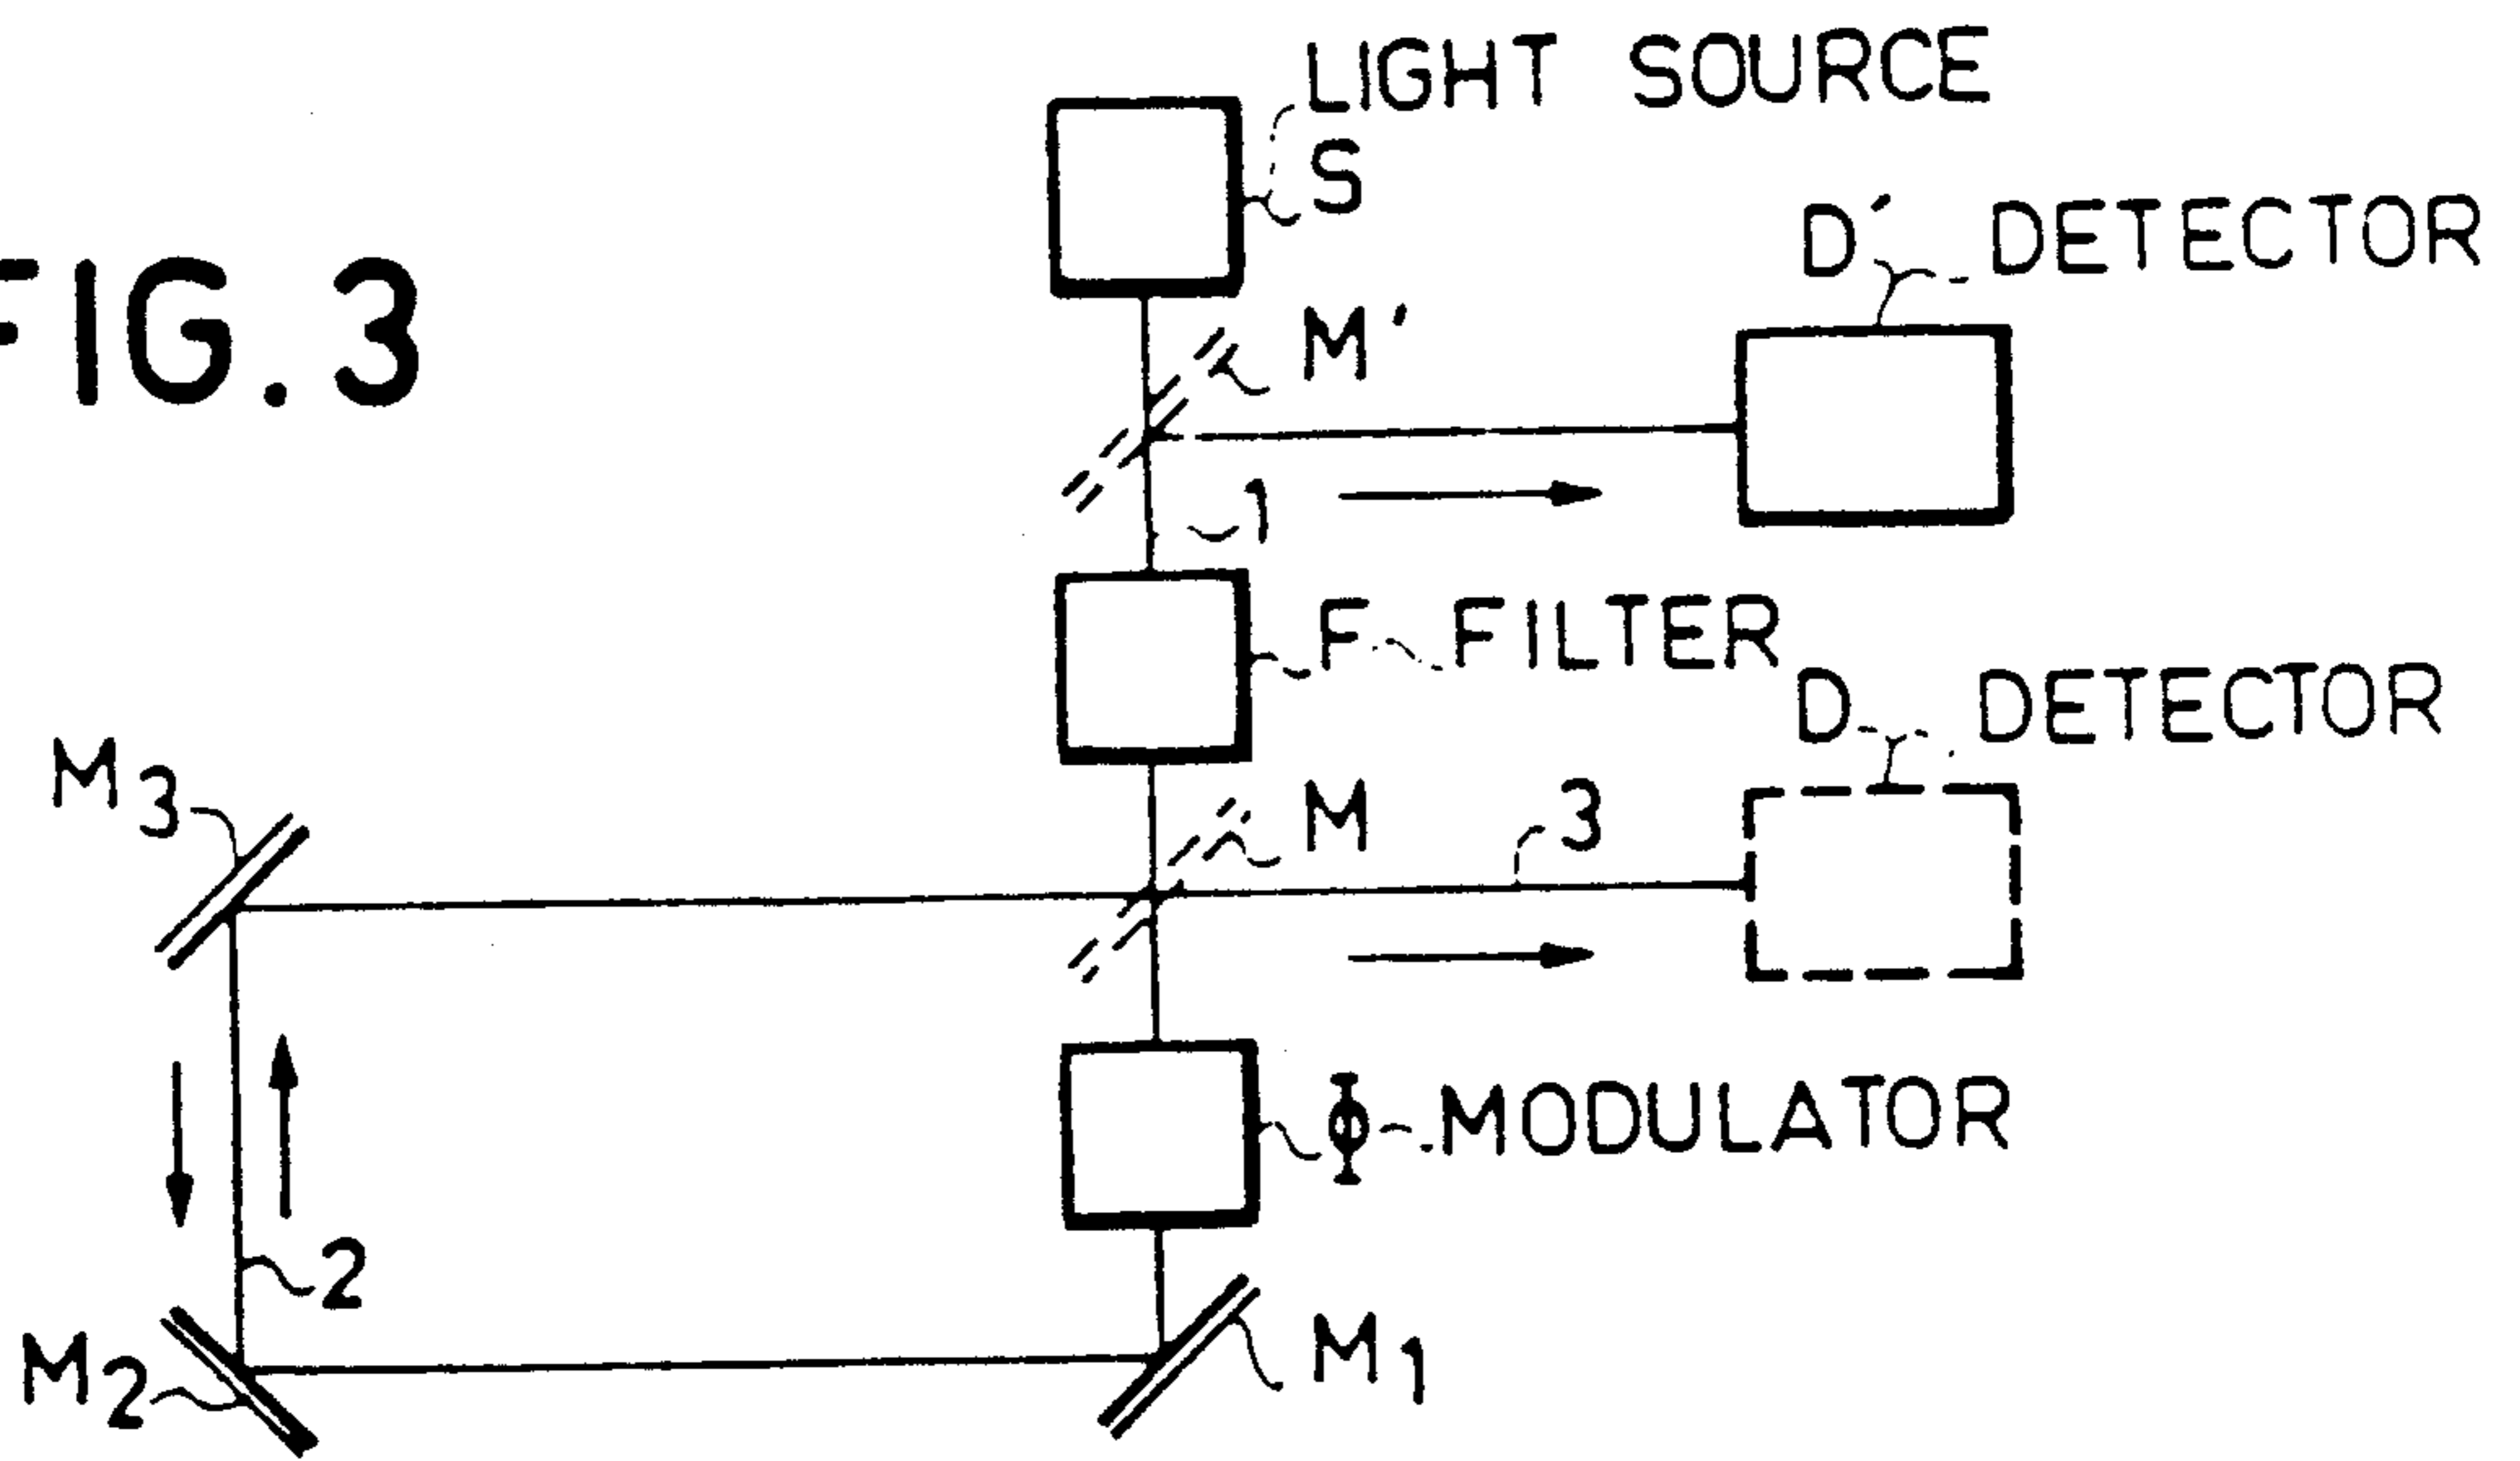 LIGHT SOURCE
S
D' DETECTOR
FIG.3
M'
1
F FILTER
D DETECTOR
M3
M
3
Φ MODULATOR
2
M2
M1